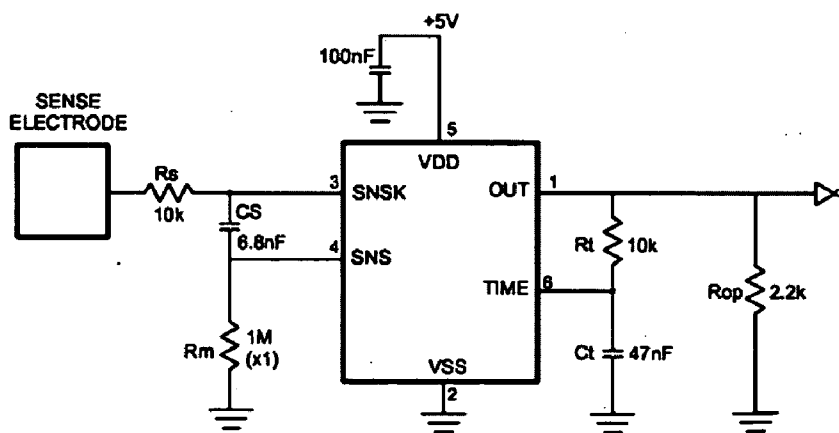 +5V
100nF
SENSE
ELECTRODE
5
VDD
Rs
10k
3
SNSK
OUT
1
CS
6.8nF
4
SNS
Rt
10k
TIME
6
Rop
2.2k
Rm
1M
(x1)
Ct
47nF
VSS
2